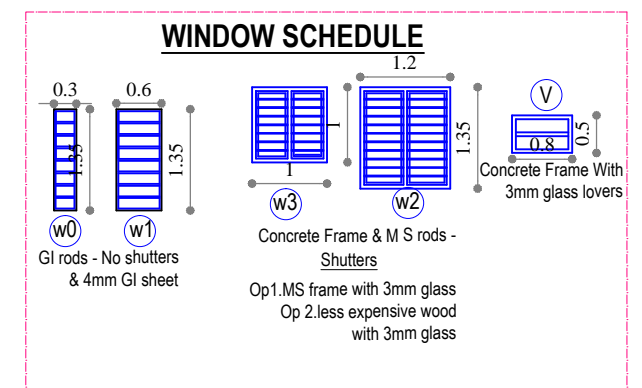 WINDOW SCHEDULE
0.3
0.6
1.2
V
1.35
1.35
1
1.35
0.5
0.8
1
Concrete Frame With
3mm glass lovers
w0
w1
w3
w2
GI rods - No shutters
& 4mm GI sheet
Concrete Frame & M S rods -
Shutters
Op1.MS frame with 3mm glass
Op 2.less expensive wood
with 3mm glass